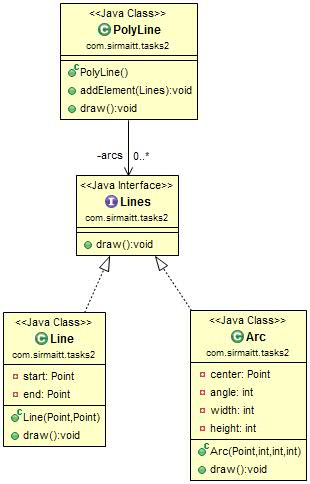 <<Java Class>>
PolyLine
com.sirmaitt.tasks2
PolyLine()
addElement(Lines):void
draw():void
-arcs 0..*
<<Java Interface>>
Lines
com.sirmaitt.tasks2
draw():void
<<Java Class>>
Line
com.sirmaitt.tasks2
start: Point
end: Point
Line(Point,Point)
draw():void
<<Java Class>>
Arc
com.sirmaitt.tasks2
center: Point
angle: int
width: int
height: int
Arc(Point,int,int,int)
draw():void